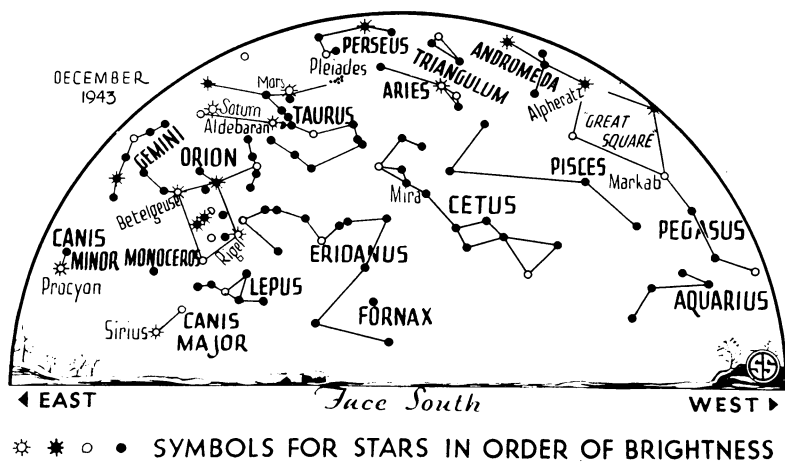 DECEMBER
1943
PERSEUS
Pleiades
TRIANGULUM
ANDROMEDA
Mars
ARIES
Alpheratz
Saturn
TAURUS
Aldebaran
GREAT
SQUARE
GEMINI
ORION
PISCES
Markab
Betelgeuse
Mira
CETUS
PEGASUS
CANIS
MINOR
MONOCEROS
Rigel
ERIDANUS
Procyon
LEPUS
AQUARIUS
FORNAX
Sirius
CANIS
MAJOR
SS
EAST
Face South
WEST
SYMBOLS FOR STARS IN ORDER OF BRIGHTNESS